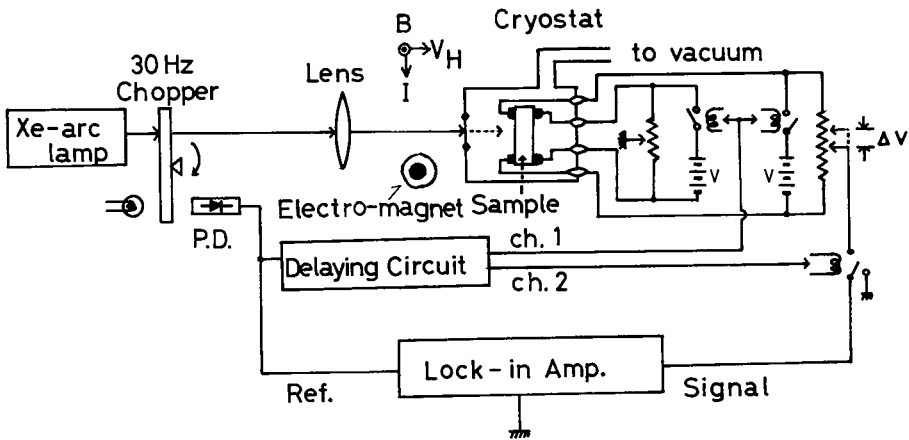 Cryostat
B
V_H
I
to vacuum
30 Hz
Chopper
Lens
Xe-arc
lamp
ΔV
V
V
Electro-magnet
Sample
P.D.
ch. 1
Delaying Circuit
ch. 2
Lock-in Amp.
Ref.
Signal